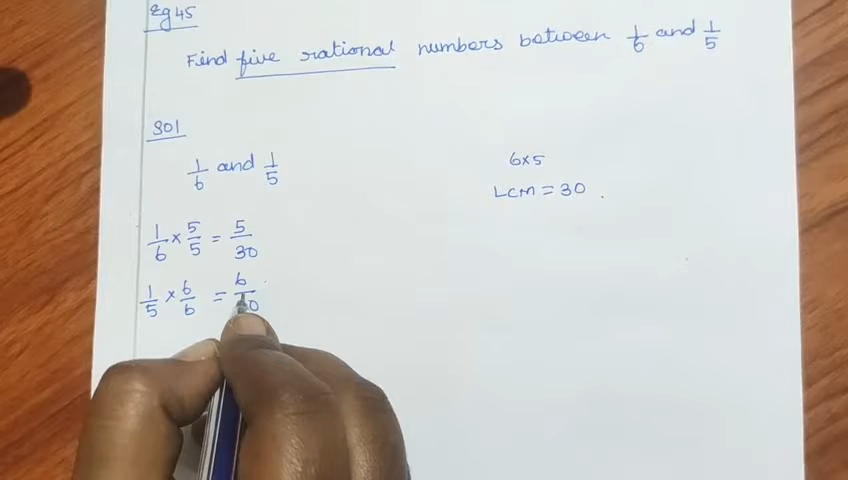 Eg 45
Find five rational numbers between 1/6 and 1/5
Sol
1/6 and 1/5
6×5
LCM = 30 .
1/6 × 5/5 = 5/30
1/5 × 6/6 = 6/30